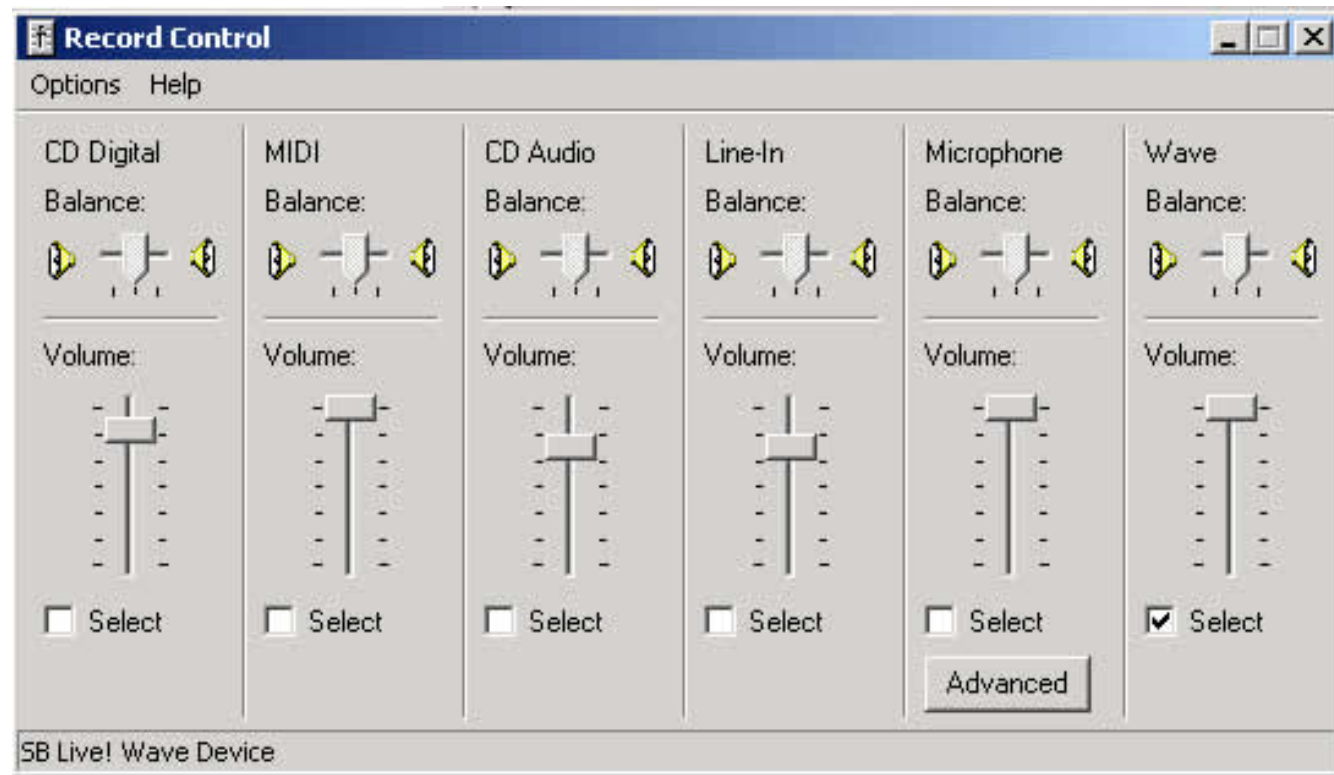 Record Control
Options Help
CD Digital MIDI CD Audio Line-In Microphone Wave
Balance: Balance: Balance: Balance: Balance: Balance:
Volume: Volume: Volume: Volume: Volume: Volume:
Select Select Select Select Select Select
Advanced
SB Live! Wave Device